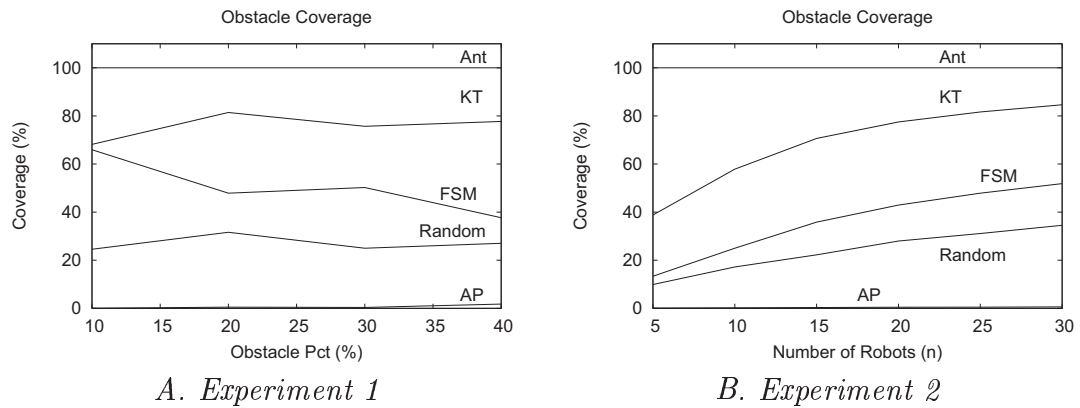 Obstacle Coverage
Coverage (%)
100
80
60
40
20
0
Ant
KT
FSM
Random
AP
10 15 20 25 30 35 40
Obstacle Pct (%)
A. Experiment 1
Obstacle Coverage
Coverage (%)
100
80
60
40
20
0
Ant
KT
FSM
Random
AP
5 10 15 20 25 30
Number of Robots (n)
B. Experiment 2